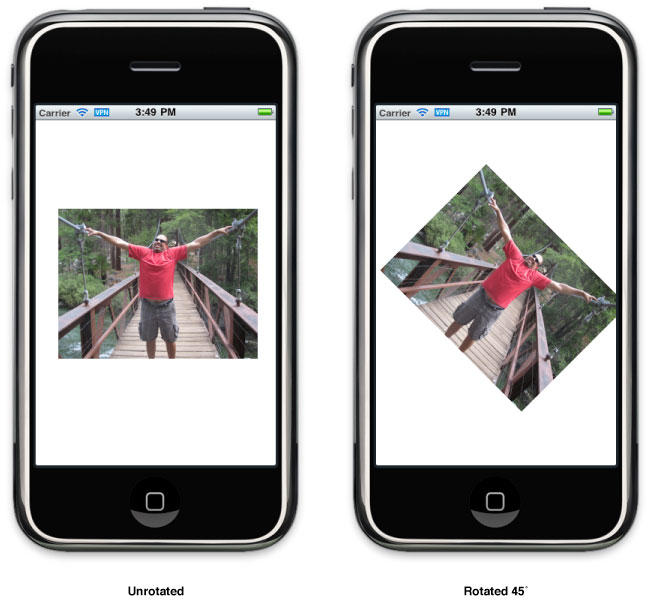 Carrier VPN 3:49 PM
Carrier VPN 3:49 PM
Unrotated
Rotated 45°